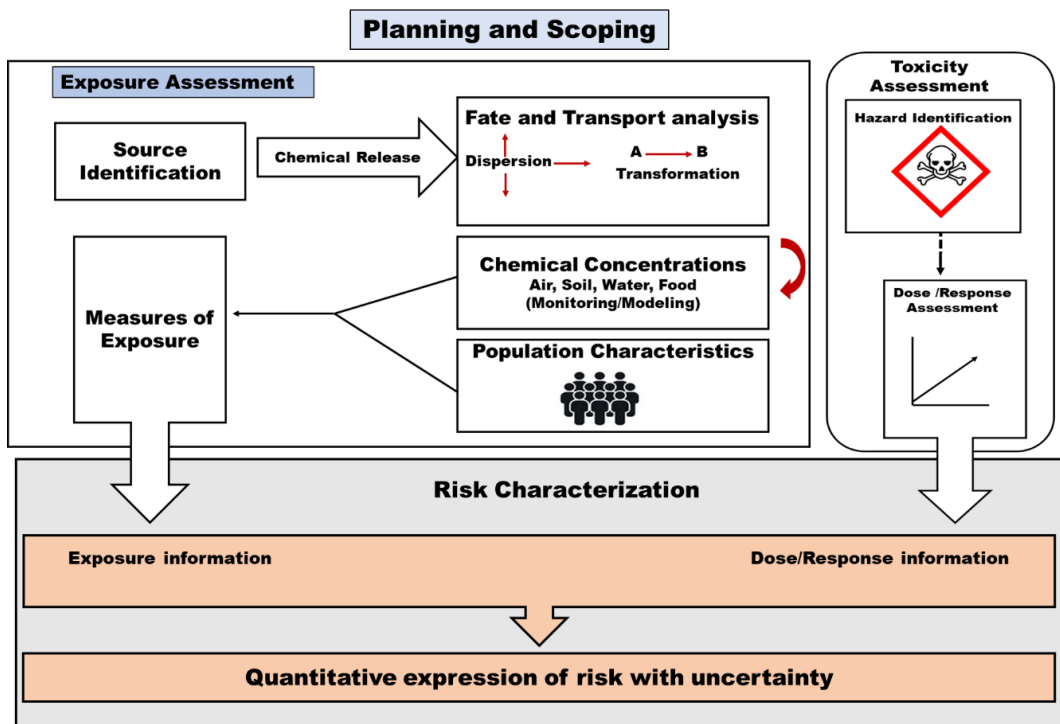 Planning and Scoping
Exposure Assessment
Source
Identification
Chemical Release
Fate and Transport analysis
Dispersion
A
B
Transformation
Chemical Concentrations
Air, Soil, Water, Food
(Monitoring/Modeling)
Measures of
Exposure
Population Characteristics
Toxicity
Assessment
Hazard Identification
Dose /Response
Assessment
Risk Characterization
Exposure information
Dose/Response information
Quantitative expression of risk with uncertainty